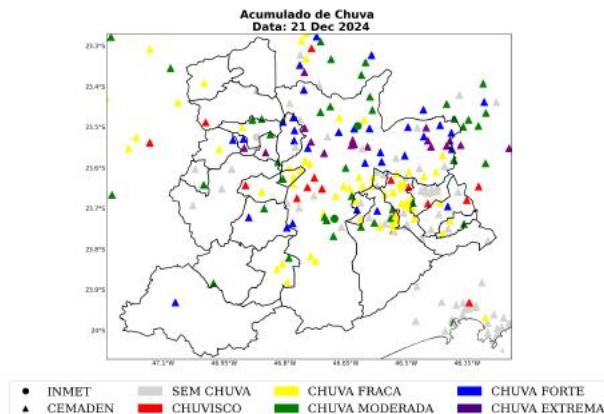 Acumulado de Chuva
Data: 21 Dec 2024
23.3°S
23.4°S
23.5°S
23.6°S
23.7°S
23.8°S
23.9°S
24°S
47.1°W
46.95°W
46.8°W
46.65°W
46.5°W
46.35°W
INMET SEM CHUVA CHUVA FRACA CHUVA FORTE
CEMADEN CHUVISCO CHUVA MODERADA CHUVA EXTREMA